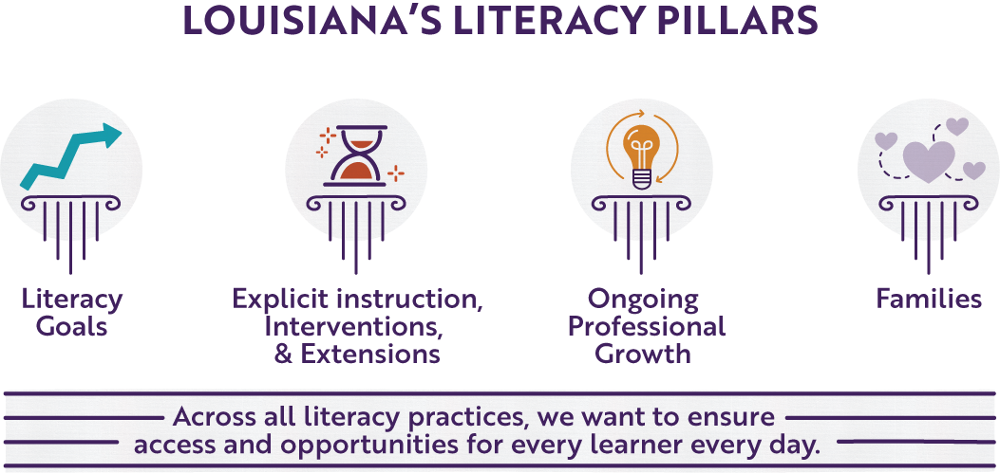 LOUISIANA’S LITERACY PILLARS
Literacy
Goals
Explicit instruction,
Interventions,
& Extensions
Ongoing
Professional
Growth
Families
Across all literacy practices, we want to ensure
access and opportunities for every learner every day.